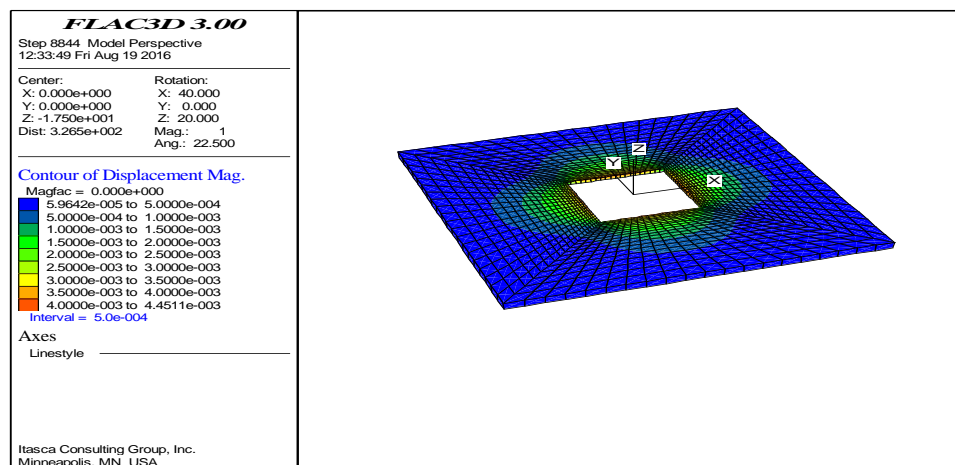 FLAC3D 3.00
Step 8844 Model Perspective
12:33:49 Fri Aug 19 2016
Center: Rotation:
X: 0.000e+000 X: 40.000
Y: 0.000e+000 Y: 0.000
Z: -1.750e+001 Z: 20.000
Dist: 3.265e+002 Mag.: 1
Ang.: 22.500
Contour of Displacement Mag.
Magfac = 0.000e+000
5.9642e-005 to 5.0000e-004
5.0000e-004 to 1.0000e-003
1.0000e-003 to 1.5000e-003
1.5000e-003 to 2.0000e-003
2.0000e-003 to 2.5000e-003
2.5000e-003 to 3.0000e-003
3.0000e-003 to 3.5000e-003
3.5000e-003 to 4.0000e-003
4.0000e-003 to 4.4511e-003
Interval = 5.0e-004
Axes
Linestyle
Itasca Consulting Group, Inc.
Minneapolis, MN USA
Z
Y
X